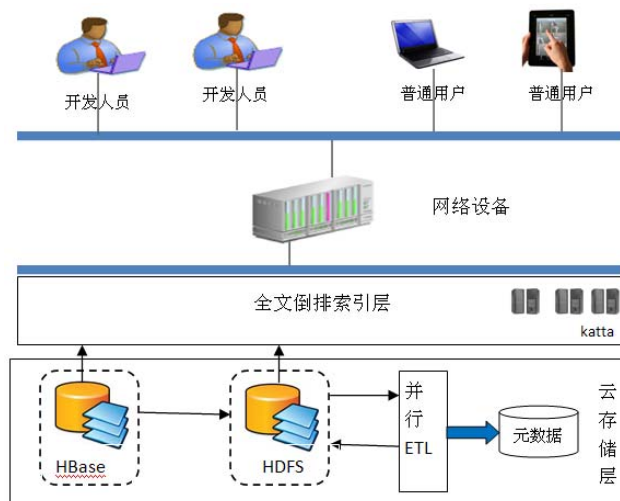 开发人员
开发人员
普通用户
普通用户
网络设备
全文倒排索引层
katta
HBase
HDFS
并
行
ETL
元数据
云
存
储
层